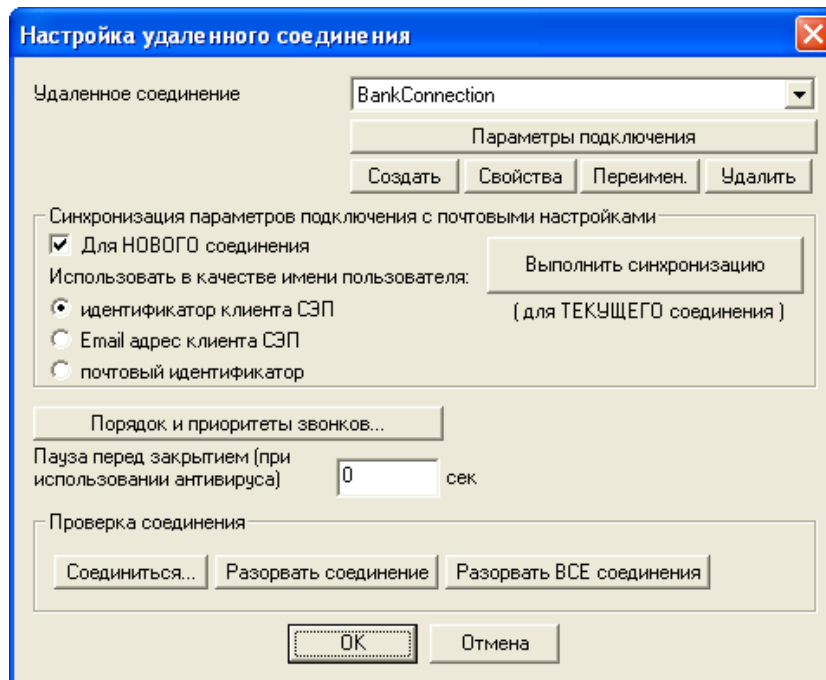 Настройка удаленного соединения
Удаленное соединение
BankConnection
Параметры подключения
Создать
Свойства
Переимен.
Удалить
Синхронизация параметров подключения с почтовыми настройками
Для НОВОГО соединения
Использовать в качестве имени пользователя:
Выполнить синхронизацию
идентификатор клиента СЭП
( для ТЕКУЩЕГО соединения )
Email адрес клиента СЭП
почтовый идентификатор
Порядок и приоритеты звонков...
Пауза перед закрытием (при
использовании антивируса)
0
сек
Проверка соединения
Соединиться...
Разорвать соединение
Разорвать ВСЕ соединения
OK
Отмена